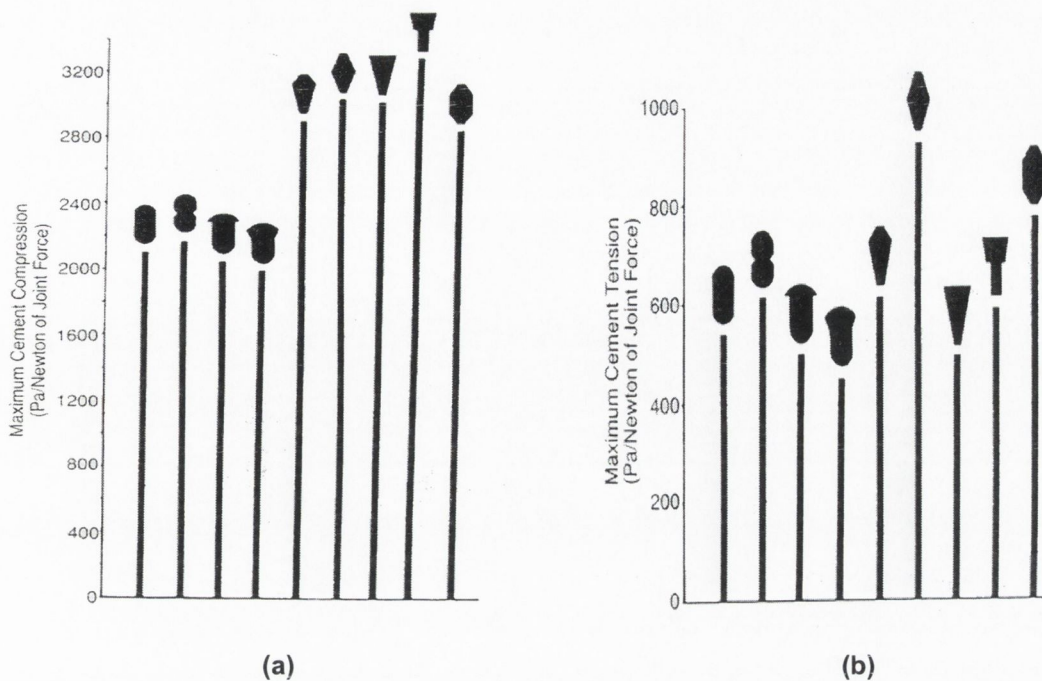 Maximum Cement Compression
(Pa/Newton of Joint Force)
3200
2800
2400
2000
1600
1200
800
400
0
(a)
Maximum Cement Tension
(Pa/Newton of Joint Force)
1000
800
600
400
200
0
(b)